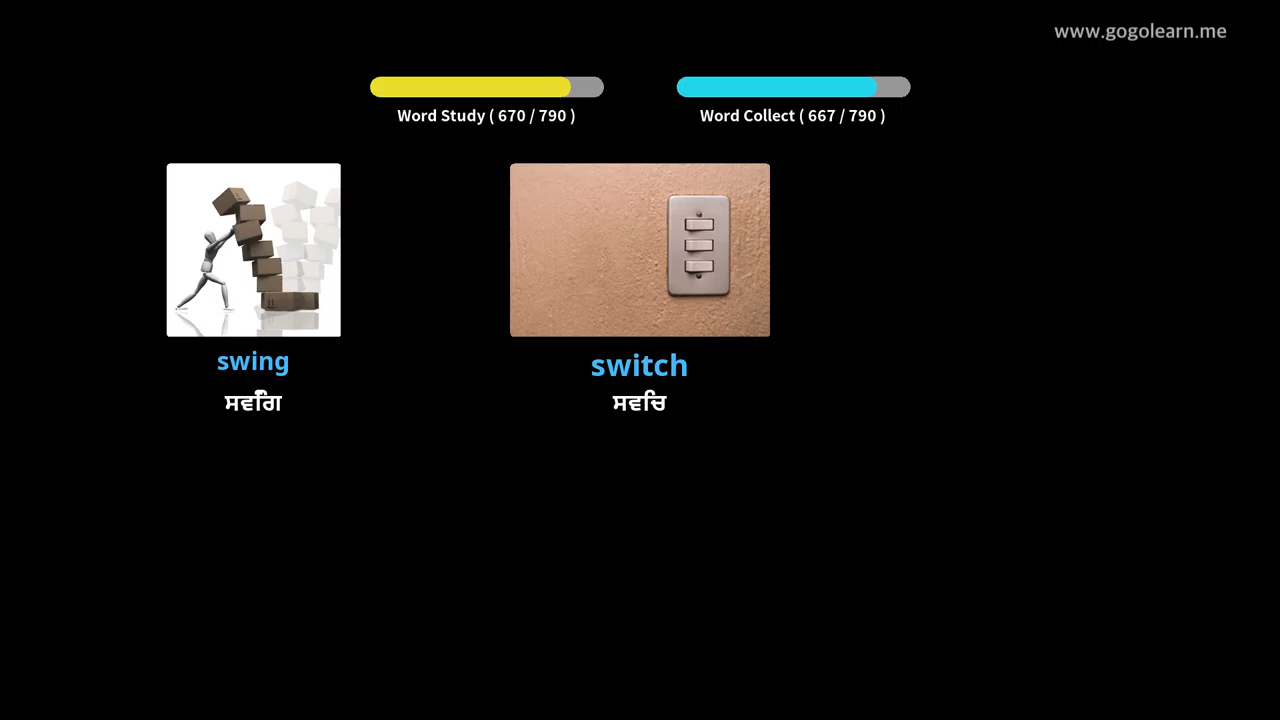 www.gogolearn.me
Word Study ( 670 / 790 )
Word Collect ( 667 / 790 )
swing
switch
ਸਵਿੰਗ
ਸਵਿਚ